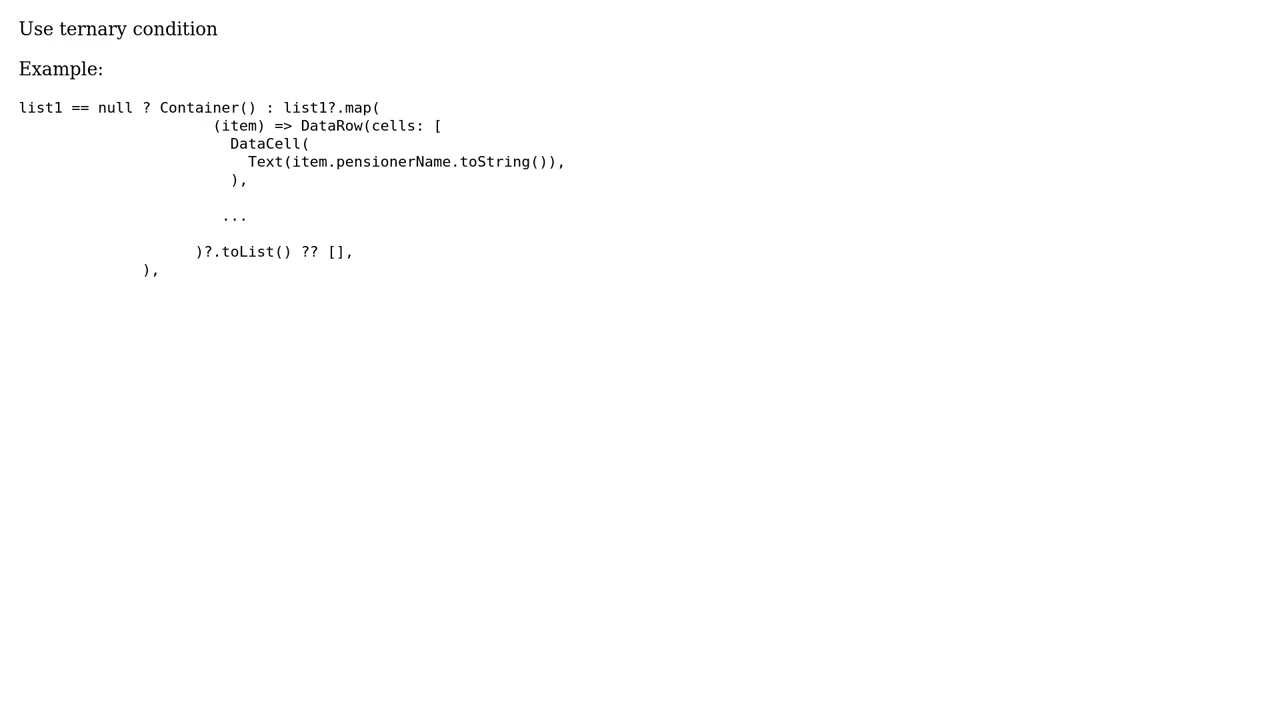 Use ternary condition
Example:
list1 == null ? Container() : list1?.map(
                      (item) => DataRow(cells: [
                        DataCell(
                          Text(item.pensionerName.toString()),
                        ),
                       ...
                    )?.toList() ?? [],
              ),